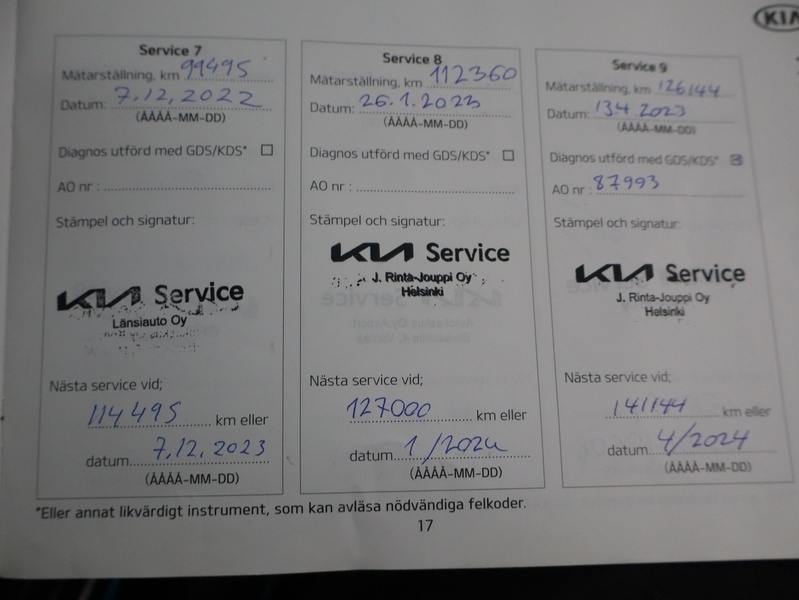 KIA
Service 7
Mätarställning, km 99495
Datum: 7.12.2022
(ÅÅÅÅ-MM-DD)
Diagnos utförd med GDS/KDS*
AO nr :
Stämpel och signatur:
KIA Service
Länsiauto Oy
Nästa service vid;
114495 km eller
datum 7.12.2023
(ÅÅÅÅ-MM-DD)
Service 8
Mätarställning, km 112360
Datum: 26.1.2023
(ÅÅÅÅ-MM-DD)
Diagnos utförd med GDS/KDS*
AO nr :
Stämpel och signatur:
KIA Service
J. Rinta-Jouppi Oy
Helsinki
Nästa service vid;
127000 km eller
datum 1/2024
(ÅÅÅÅ-MM-DD)
Service 9
Mätarställning, km 126144
Datum: 13.4.2023
(ÅÅÅÅ-MM-DD)
Diagnos utförd med GDS/KDS*
AO nr : 87993
Stämpel och signatur:
KIA Service
J. Rinta-Jouppi Oy
Helsinki
Nästa service vid;
141144 km eller
datum 4/2024
(ÅÅÅÅ-MM-DD)
*Eller annat likvärdigt instrument, som kan avläsa nödvändiga felkoder.
17